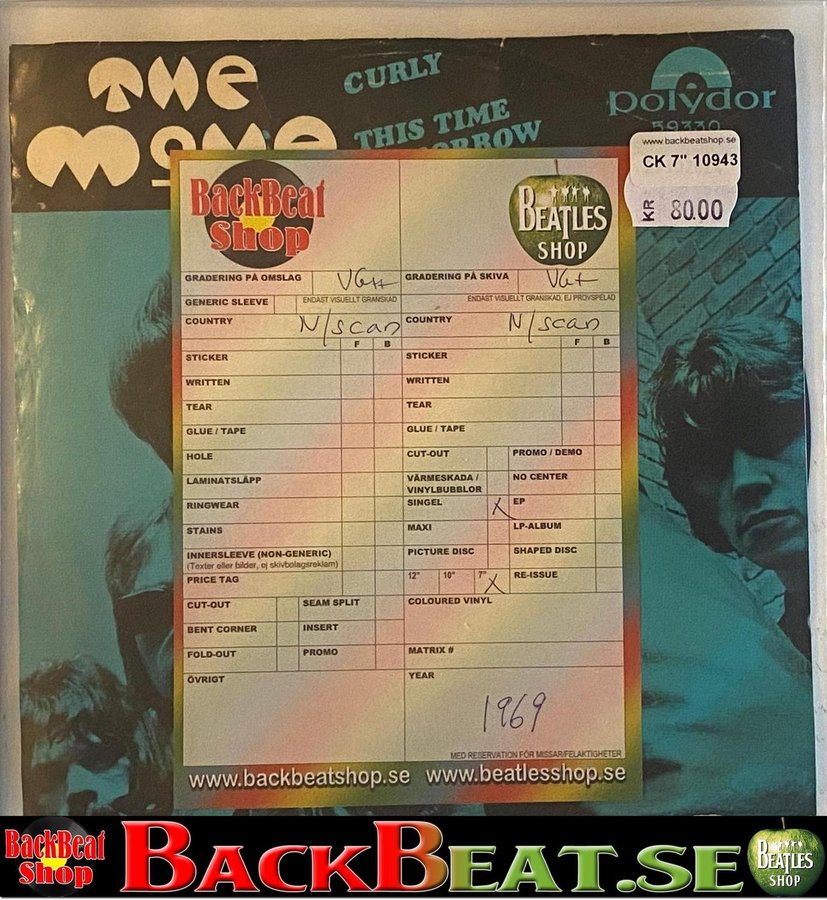 THE
MOVE
CURLY
THIS TIME
polydor
59330
www.backbeatshop.se
CK 7" 10943
KR 80.00
BackBeat
Shop
BEATLES
SHOP
GRADERING PÅ OMSLAG VG++ GRADERING PÅ SKIVA VG+
GENERIC SLEEVE ENDAST VISUELLT GRANSKAD ENDAST VISUELLT GRANSKAD, EJ PROVSPELAD
COUNTRY N/scan COUNTRY N/scan
F B F B
STICKER STICKER
WRITTEN WRITTEN
TEAR TEAR
GLUE / TAPE GLUE / TAPE
HOLE CUT-OUT PROMO / DEMO
LAMINATSLÄPP VÄRMESKADA / VINYLBUBBLOR NO CENTER
RINGWEAR SINGEL X EP
STAINS MAXI LP-ALBUM
INNERSLEEVE (NON-GENERIC) PICTURE DISC SHAPED DISC
(Texter eller bilder, ej skivbolagsreklam)
PRICE TAG 12" 10" 7" X RE-ISSUE
CUT-OUT SEAM SPLIT COLOURED VINYL
BENT CORNER INSERT
FOLD-OUT PROMO MATRIX #
ÖVRIGT YEAR
1969
MED RESERVATION FÖR MISSAR/FELAKTIGHETER
www.backbeatshop.se www.beatlesshop.se
BackBeat
Shop
BACKBEAT.SE
BEATLES
SHOP